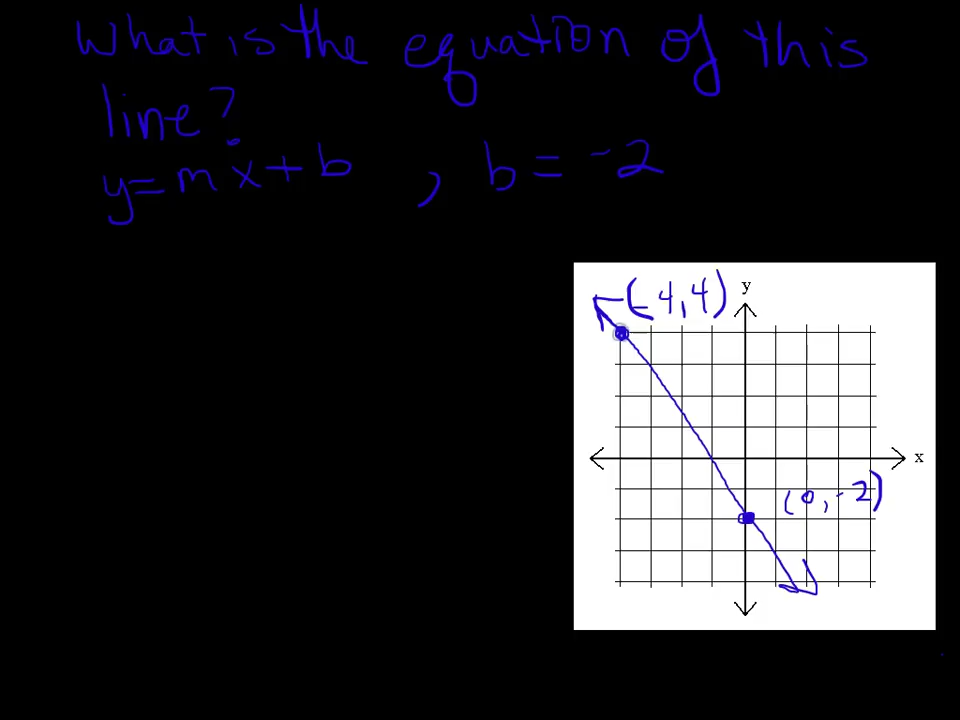 What is the equation of this
line?
y=mx+b , b=-2
(-4,4)
y
x
(0,-2)